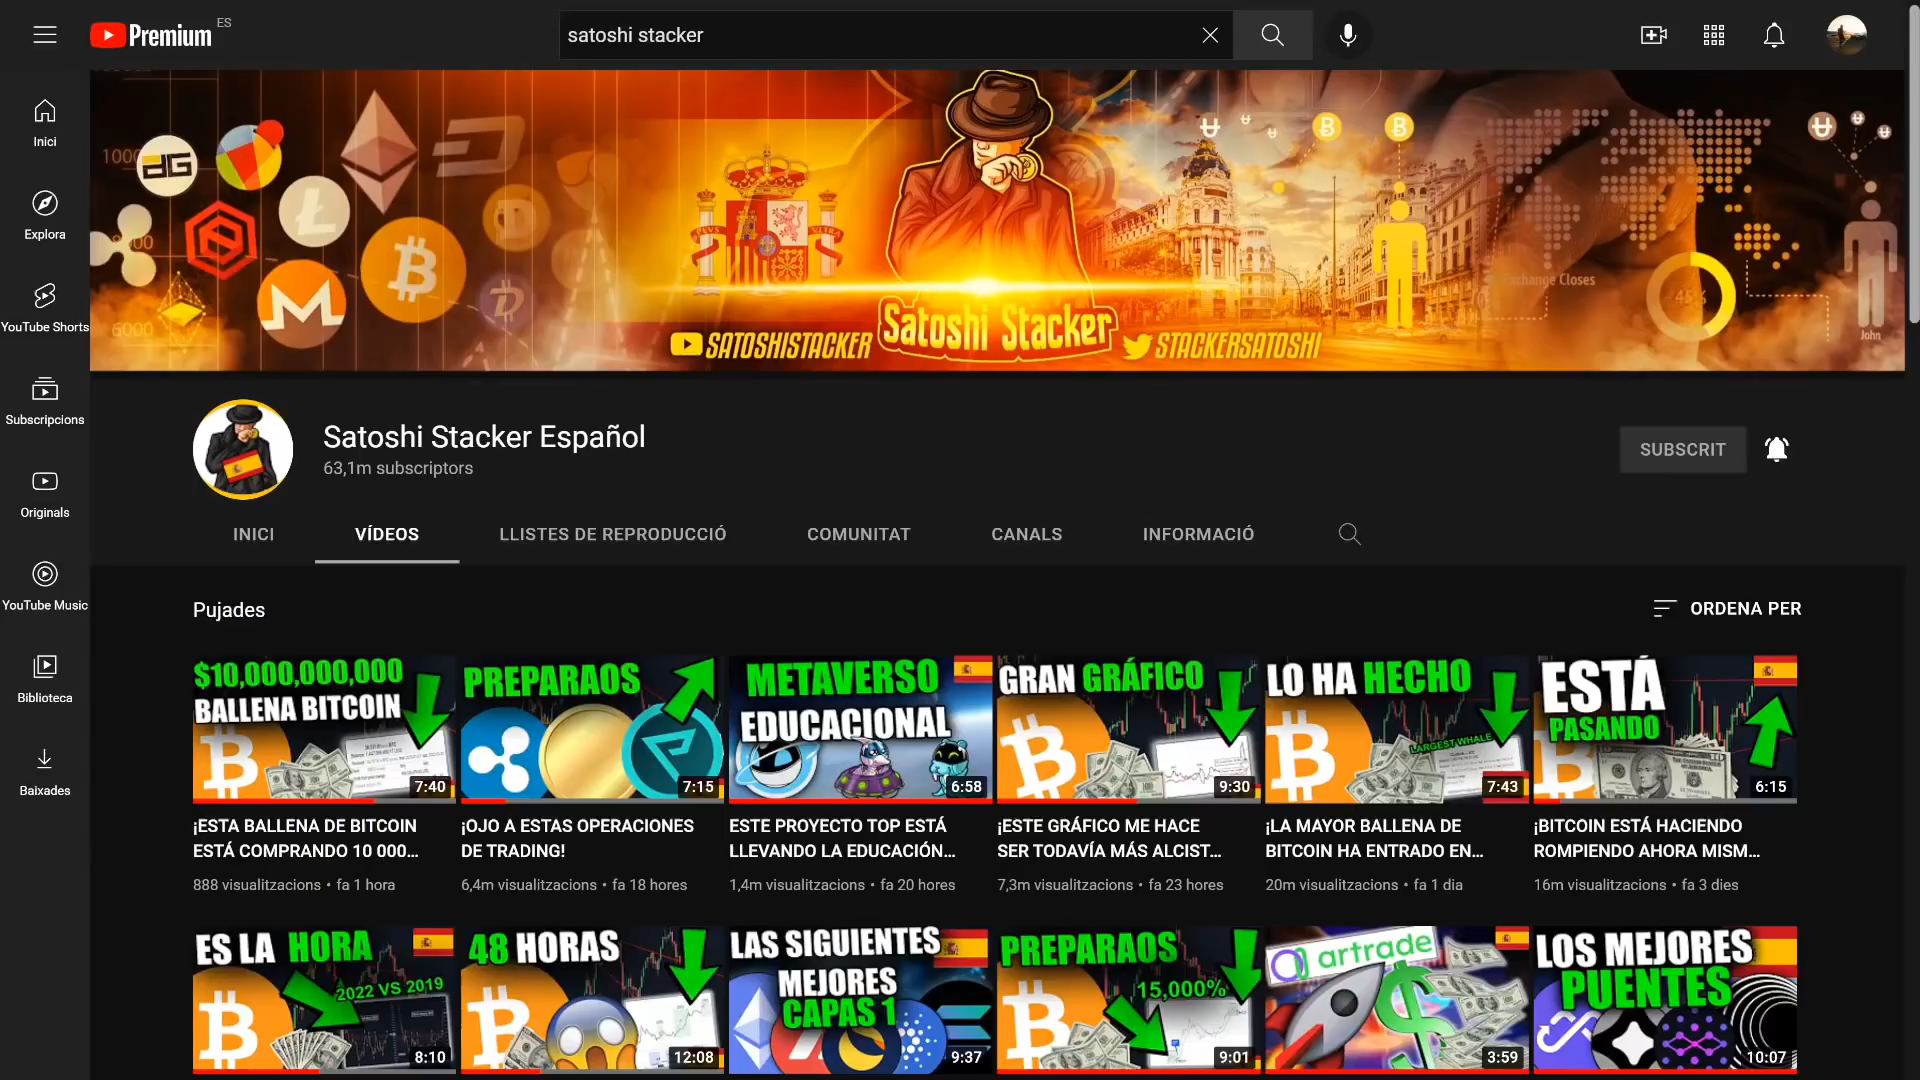 Premium
ES
satoshi stacker
Inici
Explora
YouTube Shorts
Subscripcions
Originals
YouTube Music
Biblioteca
Baixades
6000
Exchange Closes
45%
John
SATOSHISTACKER
Satoshi Stacker
STACKERSATOSHI
Satoshi Stacker Español
63,1m subscriptors
SUBSCRIT
INICI
VÍDEOS
LLISTES DE REPRODUCCIÓ
COMUNITAT
CANALS
INFORMACIÓ
Pujades
ORDENA PER
$10,000,000,000
BALLENA BITCOIN
7:40
PREPARAOS
7:15
METAVERSO
EDUCACIONAL
6:58
GRAN GRÁFICO
9:30
LO HA HECHO
LARGEST WHALE
7:43
ESTÁ
PASANDO
6:15
¡ESTA BALLENA DE BITCOIN
ESTÁ COMPRANDO 10 000...
888 visualitzacions • fa 1 hora
¡OJO A ESTAS OPERACIONES
DE TRADING!
6,4m visualitzacions • fa 18 hores
ESTE PROYECTO TOP ESTÁ
LLEVANDO LA EDUCACIÓN...
1,4m visualitzacions • fa 20 hores
¡ESTE GRÁFICO ME HACE
SER TODAVÍA MÁS ALCIST...
7,3m visualitzacions • fa 23 hores
¡LA MAYOR BALLENA DE
BITCOIN HA ENTRADO EN...
20m visualitzacions • fa 1 dia
¡BITCOIN ESTÁ HACIENDO
ROMPIENDO AHORA MISM...
16m visualitzacions • fa 3 dies
ES LA HORA
2022 VS 2019
8:10
48 HORAS
12:08
LAS SIGUIENTES
MEJORES
CAPAS 1
9:37
PREPARAOS
15,000%
9:01
artrade
3:59
LOS MEJORES
PUENTES
10:07